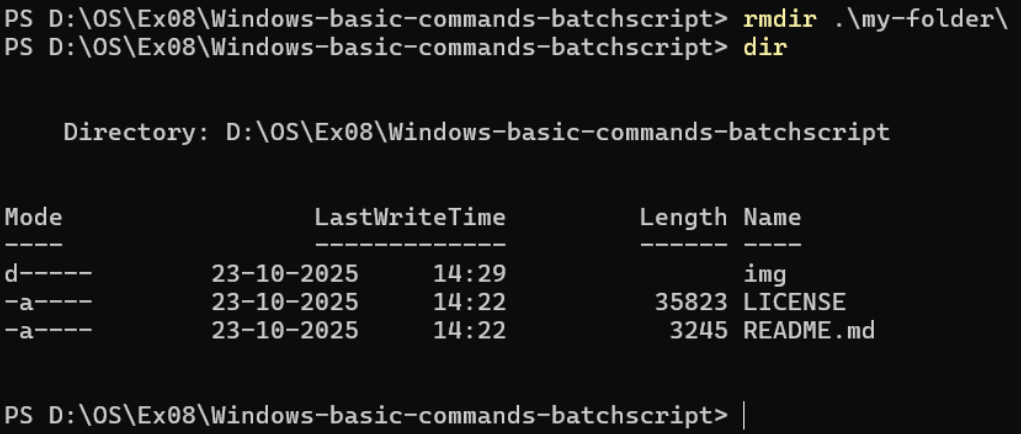 PS D:\OS\Ex08\Windows-basic-commands-batchscript> rmdir .\my-folder\
PS D:\OS\Ex08\Windows-basic-commands-batchscript> dir
Directory: D:\OS\Ex08\Windows-basic-commands-batchscript
Mode LastWriteTime Length Name
---- ------------- ------ ----
d----- 23-10-2025 14:29 img
-a---- 23-10-2025 14:22 35823 LICENSE
-a---- 23-10-2025 14:22 3245 README.md
PS D:\OS\Ex08\Windows-basic-commands-batchscript>